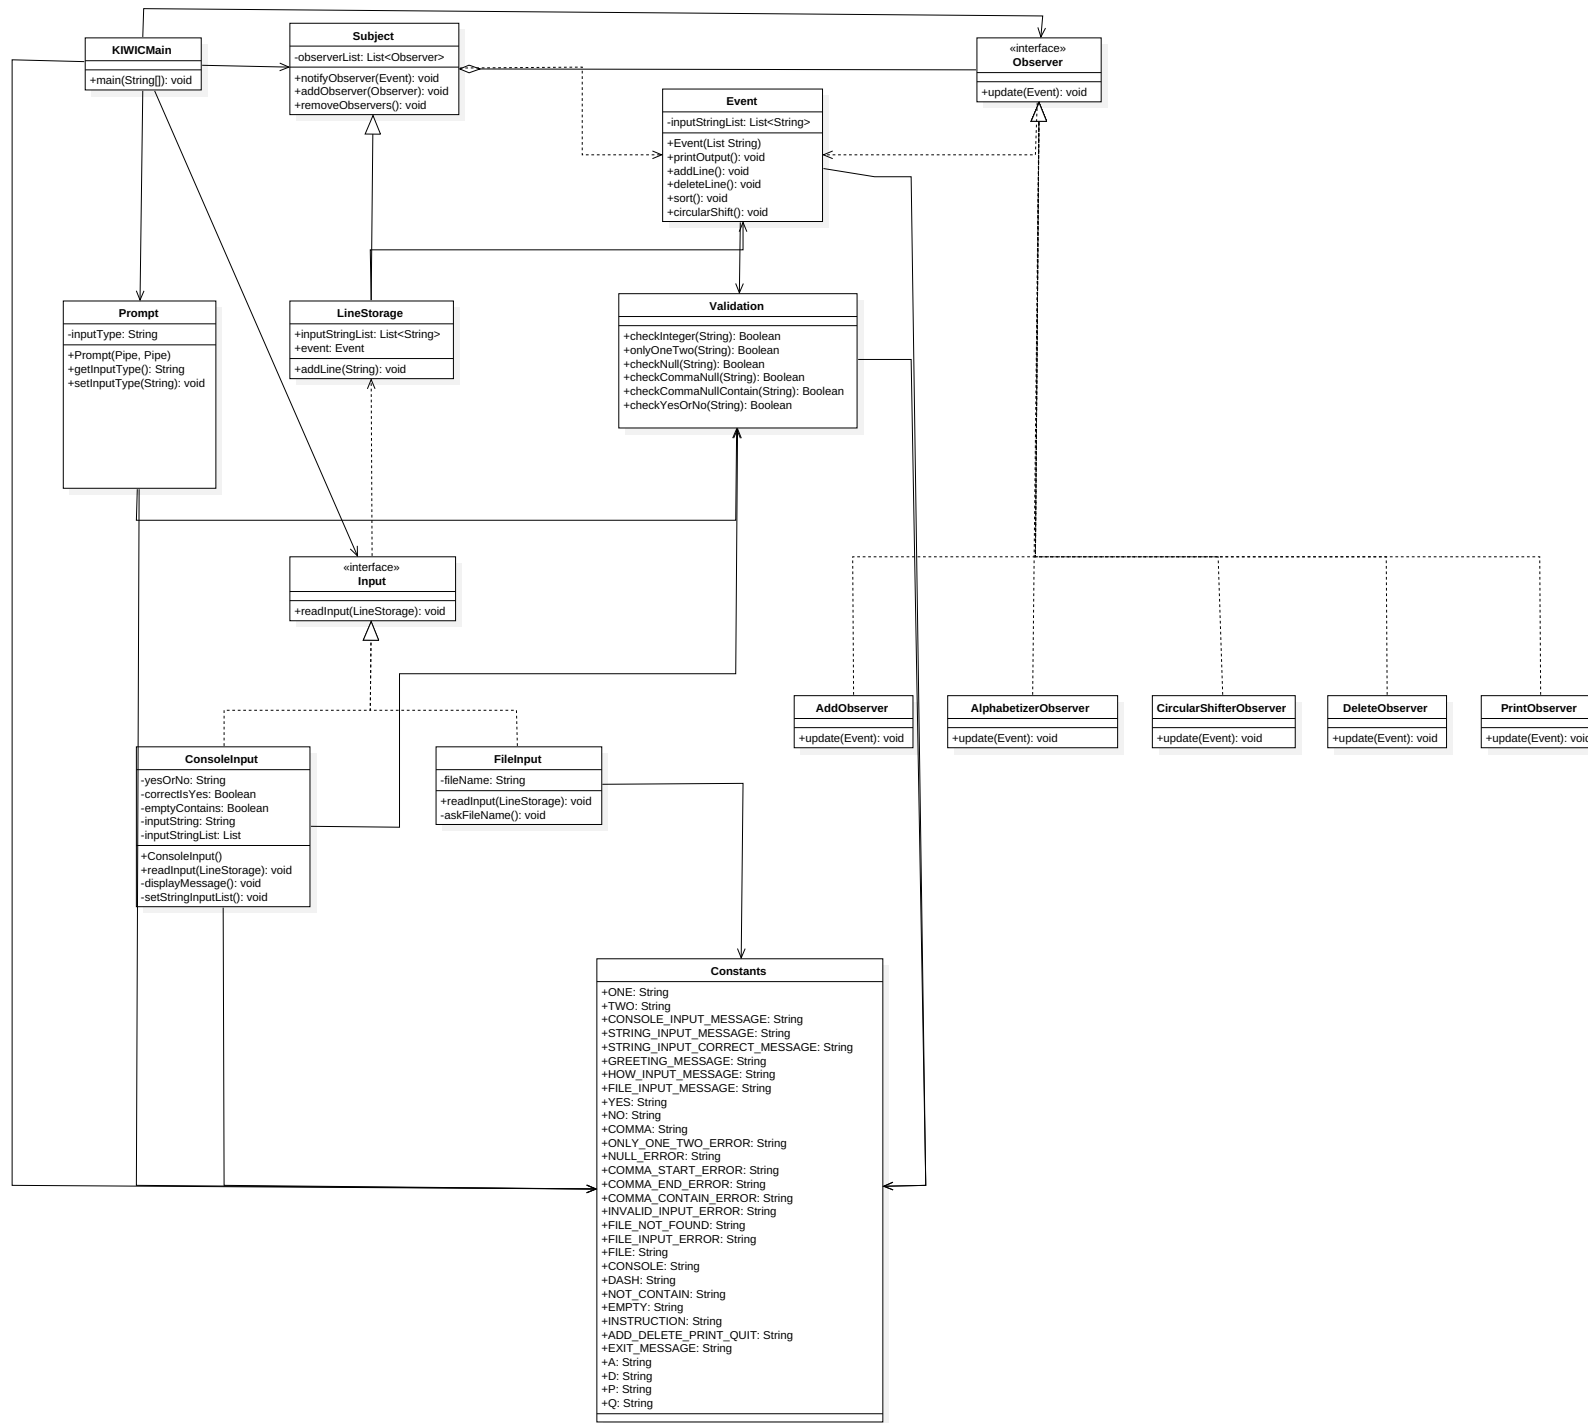 KIWICMain
+main(String[]): void
Subject
-observerList: List<Observer>
+notifyObserver(Event): void
+addObserver(Observer): void
+removeObservers(): void
«interface»
Observer
+update(Event): void
Event
-inputStringList: List<String>
+Event(List String)
+printOutput(): void
+addLine(): void
+deleteLine(): void
+sort(): void
+circularShift(): void
Prompt
-inputType: String
+Prompt(Pipe, Pipe)
+getInputType(): String
+setInputType(String): void
LineStorage
+inputStringList: List<String>
+event: Event
+addLine(String): void
Validation
+checkInteger(String): Boolean
+onlyOneTwo(String): Boolean
+checkNull(String): Boolean
+checkCommaNull(String): Boolean
+checkCommaNullContain(String): Boolean
+checkYesOrNo(String): Boolean
«interface»
Input
+readInput(LineStorage): void
AddObserver
+update(Event): void
AlphabetizerObserver
+update(Event): void
CircularShifterObserver
+update(Event): void
DeleteObserver
+update(Event): void
PrintObserver
+update(Event): void
ConsoleInput
-yesOrNo: String
-correctIsYes: Boolean
-emptyContains: Boolean
-inputString: String
-inputStringList: List
+ConsoleInput()
+readInput(LineStorage): void
-displayMessage(): void
-setStringInputList(): void
FileInput
-fileName: String
+readInput(LineStorage): void
-askFileName(): void
Constants
+ONE: String
+TWO: String
+CONSOLE_INPUT_MESSAGE: String
+STRING_INPUT_MESSAGE: String
+STRING_INPUT_CORRECT_MESSAGE: String
+GREETING_MESSAGE: String
+HOW_INPUT_MESSAGE: String
+FILE_INPUT_MESSAGE: String
+YES: String
+NO: String
+COMMA: String
+ONLY_ONE_TWO_ERROR: String
+NULL_ERROR: String
+COMMA_START_ERROR: String
+COMMA_END_ERROR: String
+COMMA_CONTAIN_ERROR: String
+INVALID_INPUT_ERROR: String
+FILE_NOT_FOUND: String
+FILE_INPUT_ERROR: String
+FILE: String
+CONSOLE: String
+DASH: String
+NOT_CONTAIN: String
+EMPTY: String
+INSTRUCTION: String
+ADD_DELETE_PRINT_QUIT: String
+EXIT_MESSAGE: String
+A: String
+D: String
+P: String
+Q: String